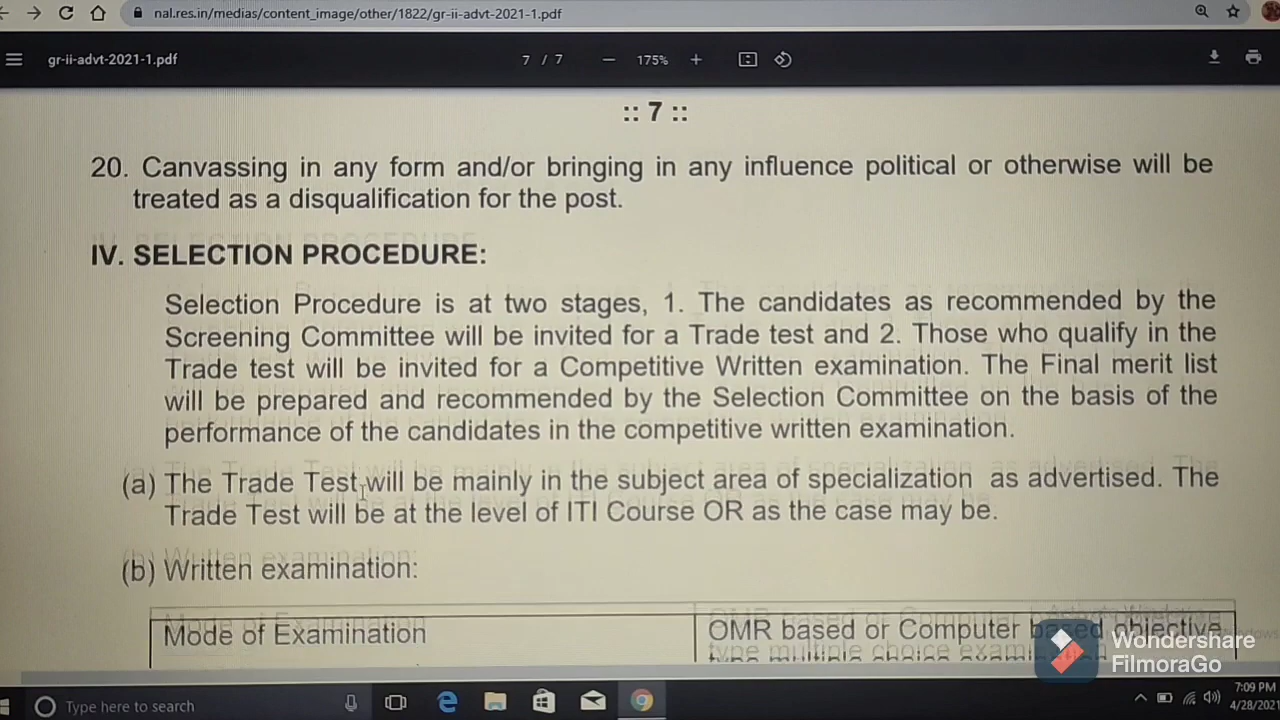 nal.res.in/medias/content_image/other/1822/gr-ii-advt-2021-1.pdf
gr-ii-advt-2021-1.pdf
7 / 7
175%
:: 7 ::
20. Canvassing in any form and/or bringing in any influence political or otherwise will be
treated as a disqualification for the post.
IV. SELECTION PROCEDURE:
Selection Procedure is at two stages, 1. The candidates as recommended by the
Screening Committee will be invited for a Trade test and 2. Those who qualify in the
Trade test will be invited for a Competitive Written examination. The Final merit list
will be prepared and recommended by the Selection Committee on the basis of the
performance of the candidates in the competitive written examination.
(a) The Trade Test will be mainly in the subject area of specialization as advertised. The
Trade Test will be at the level of ITI Course OR as the case may be.
(b) Written examination:
Mode of Examination
OMR based or Computer based objective
type multiple choice
Wondershare
FilmoraGo
Type here to search
7:09 PM
4/28/2021